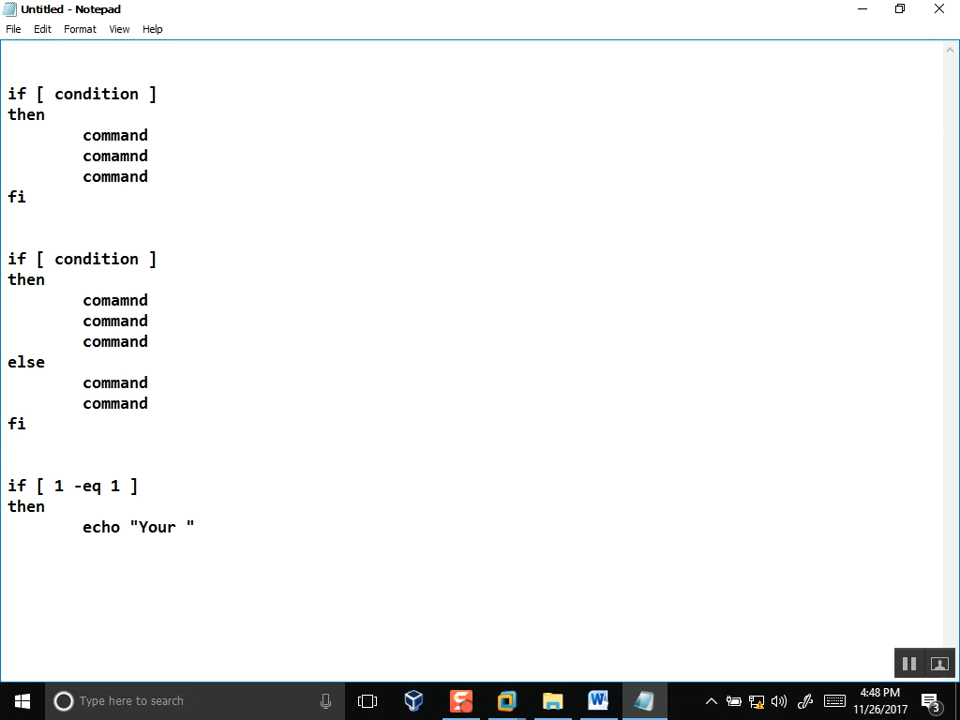 Untitled - Notepad
File Edit Format View Help
if [ condition ]
then
command
comamnd
command
fi
if [ condition ]
then
comamnd
command
command
else
command
command
fi
if [ 1 -eq 1 ]
then
echo "Your "
Type here to search
4:48 PM
11/26/2017
3